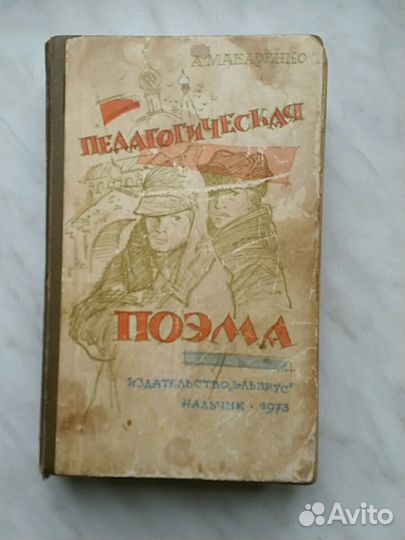 А. МАКАРЕНКО
ПЕДАГОГИЧЕСКАЯ
ПОЭМА
ИЗДАТЕЛЬСТВО „ЭЛЬБРУС“
НАЛЬЧИК · 1973
Avito